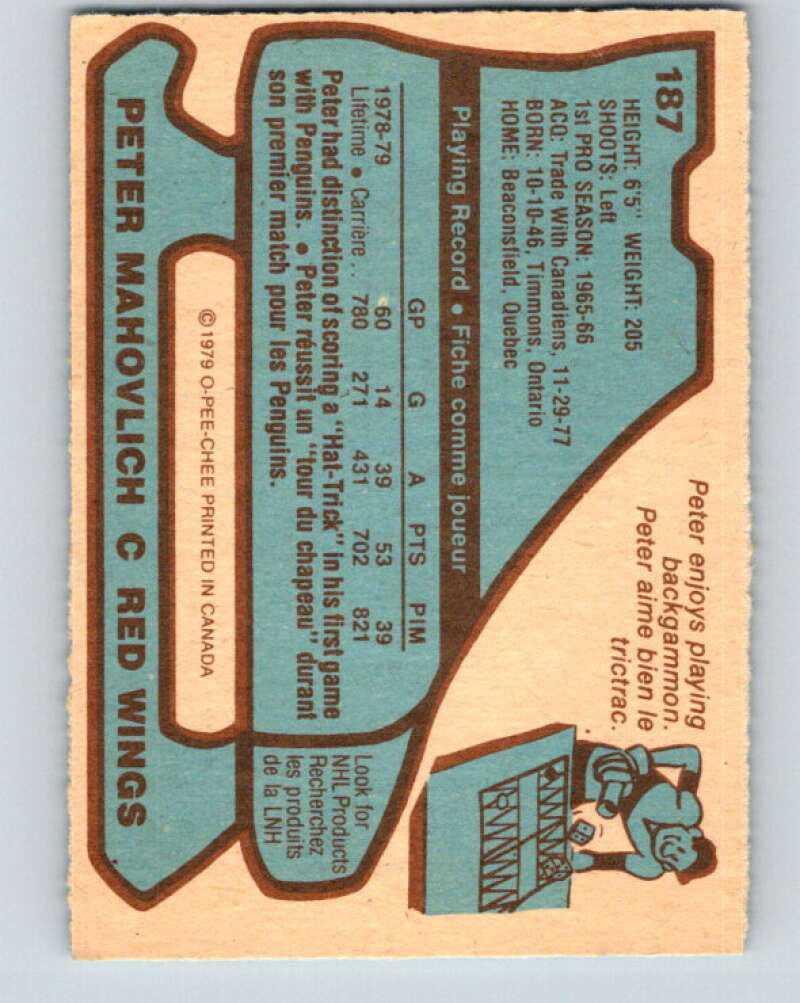 187
HEIGHT: 6'5" WEIGHT: 205
SHOOTS: Left
1st PRO SEASON: 1965-66
ACQ: Trade With Canadiens, 11-29-77
BORN: 10-10-46, Timmons, Ontario
HOME: Beaconsfield, Quebec
Peter enjoys playing
backgammon.
Peter aime bien le
trictrac.
Playing Record • Fiche comme joueur
GP G A PTS PIM
1978-79 60 14 39 53 39
Lifetime • Carrière .. 780 271 431 702 821
Peter had distinction of scoring a "Hat-Trick" in his first game
with Penguins. • Peter réussit un "tour du chapeau" durant
son premier match pour les Penguins.
Look for
NHL Products
Recherchez
les produits
de la LNH
© 1979 O-PEE-CHEE PRINTED IN CANADA
PETER MAHOVLICH C RED WINGS